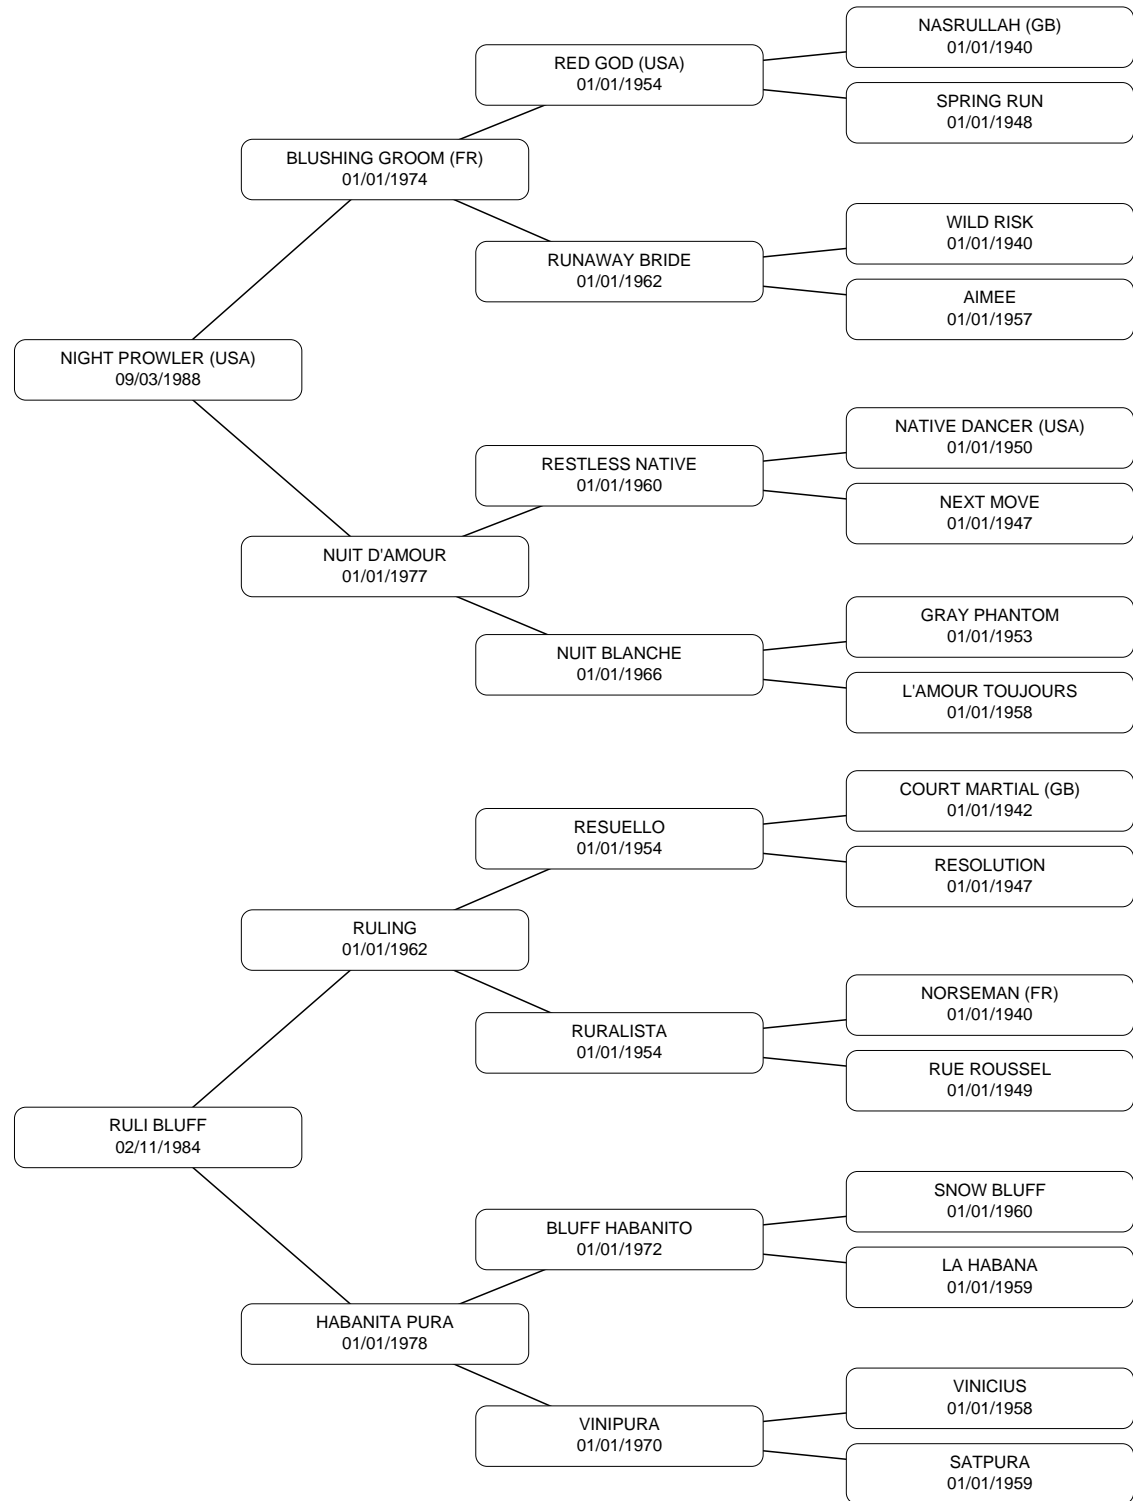 NASRULLAH (GB)
01/01/1940
RED GOD (USA)
01/01/1954
SPRING RUN
01/01/1948
BLUSHING GROOM (FR)
01/01/1974
WILD RISK
01/01/1940
RUNAWAY BRIDE
01/01/1962
AIMEE
01/01/1957
NIGHT PROWLER (USA)
09/03/1988
NATIVE DANCER (USA)
01/01/1950
RESTLESS NATIVE
01/01/1960
NEXT MOVE
01/01/1947
NUIT D'AMOUR
01/01/1977
GRAY PHANTOM
01/01/1953
NUIT BLANCHE
01/01/1966
L'AMOUR TOUJOURS
01/01/1958
COURT MARTIAL (GB)
01/01/1942
RESUELLO
01/01/1954
RESOLUTION
01/01/1947
RULING
01/01/1962
NORSEMAN (FR)
01/01/1940
RURALISTA
01/01/1954
RUE ROUSSEL
01/01/1949
RULI BLUFF
02/11/1984
SNOW BLUFF
01/01/1960
BLUFF HABANITO
01/01/1972
LA HABANA
01/01/1959
HABANITA PURA
01/01/1978
VINICIUS
01/01/1958
VINIPURA
01/01/1970
SATPURA
01/01/1959